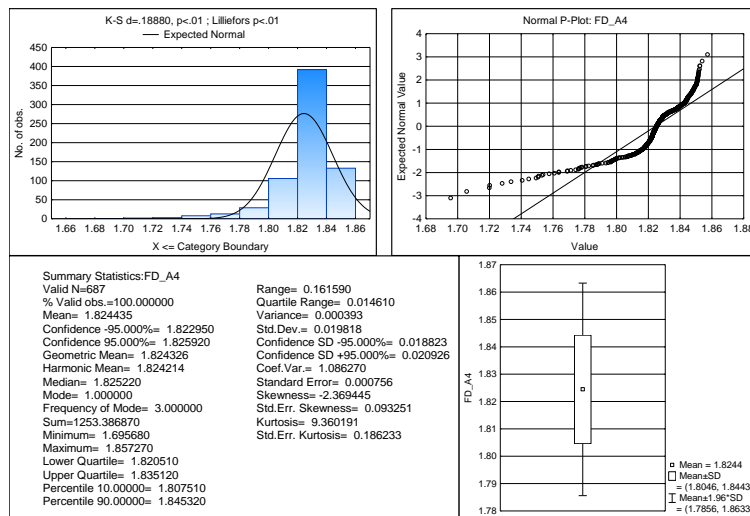 K-S d=.18880, p<.01 ; Lilliefors p<.01
Expected Normal
450
400
350
300
250
200
150
100
50
0
No. of obs.
1.66 1.68 1.70 1.72 1.74 1.76 1.78 1.80 1.82 1.84 1.86
X <= Category Boundary
Normal P-Plot: FD_A4
4
3
2
1
0
-1
-2
-3
-4
Expected Normal Value
1.68 1.70 1.72 1.74 1.76 1.78 1.80 1.82 1.84 1.86 1.88
Value
Summary Statistics:FD_A4
Valid N=687
% Valid obs.=100.000000
Mean= 1.824435
Confidence -95.000%= 1.822950
Confidence 95.000%= 1.825920
Geometric Mean= 1.824326
Harmonic Mean= 1.824214
Median= 1.825220
Mode= 1.000000
Frequency of Mode= 3.000000
Sum=1253.386870
Minimum= 1.695680
Maximum= 1.857270
Lower Quartile= 1.820510
Upper Quartile= 1.835120
Percentile 10.00000= 1.807510
Percentile 90.00000= 1.845320
Range= 0.161590
Quartile Range= 0.014610
Variance= 0.000393
Std.Dev.= 0.019818
Confidence SD -95.000%= 0.018823
Confidence SD +95.000%= 0.020926
Coef.Var.= 1.086270
Standard Error= 0.000756
Skewness= -2.369445
Std.Err. Skewness= 0.093251
Kurtosis= 9.360191
Std.Err. Kurtosis= 0.186233
1.87
1.86
1.85
1.84
1.83
1.82
1.81
1.80
1.79
1.78
FD_A4
Mean = 1.8244
Mean±SD
= (1.8046, 1.8443
Mean±1.96*SD
= (1.7856, 1.8633